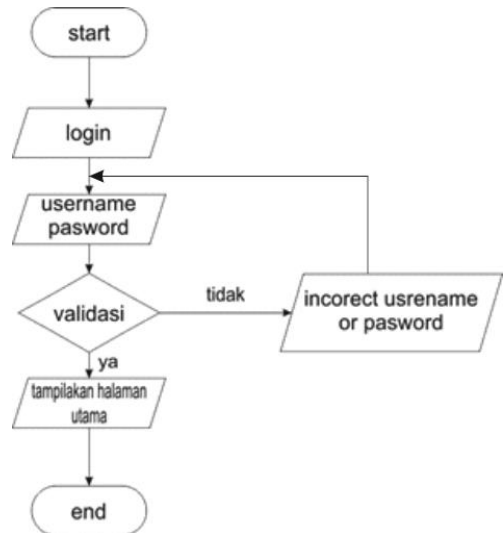 start
login
username
pasword
validasi
tidak
incorect usrename
or pasword
ya
tampilakan halaman
utama
end